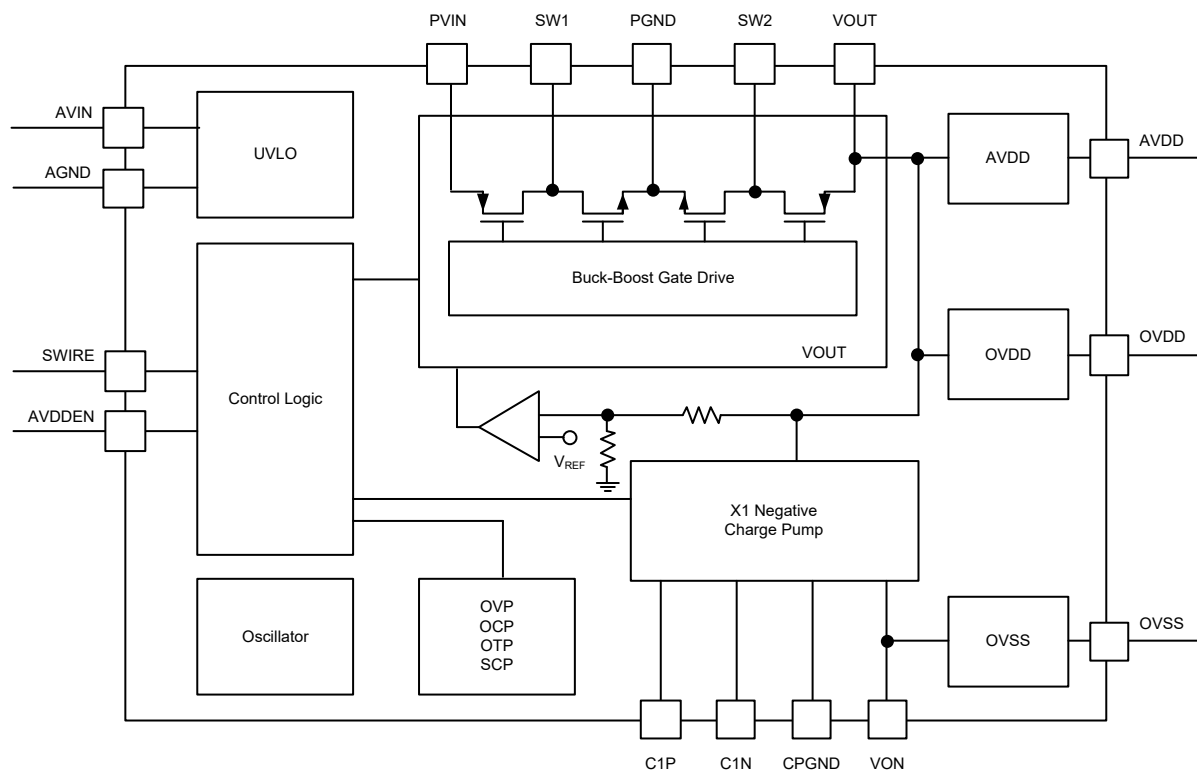 PVIN SW1 PGND SW2 VOUT
AVIN
UVLO
AGND
AVDD
AVDD
Buck-Boost Gate Drive
VOUT
SWIRE
Control Logic
AVDDEN
OVDD
OVDD
VREF
X1 Negative
Charge Pump
Oscillator
OVP
OCP
OTP
SCP
OVSS
OVSS
C1P C1N CPGND VON